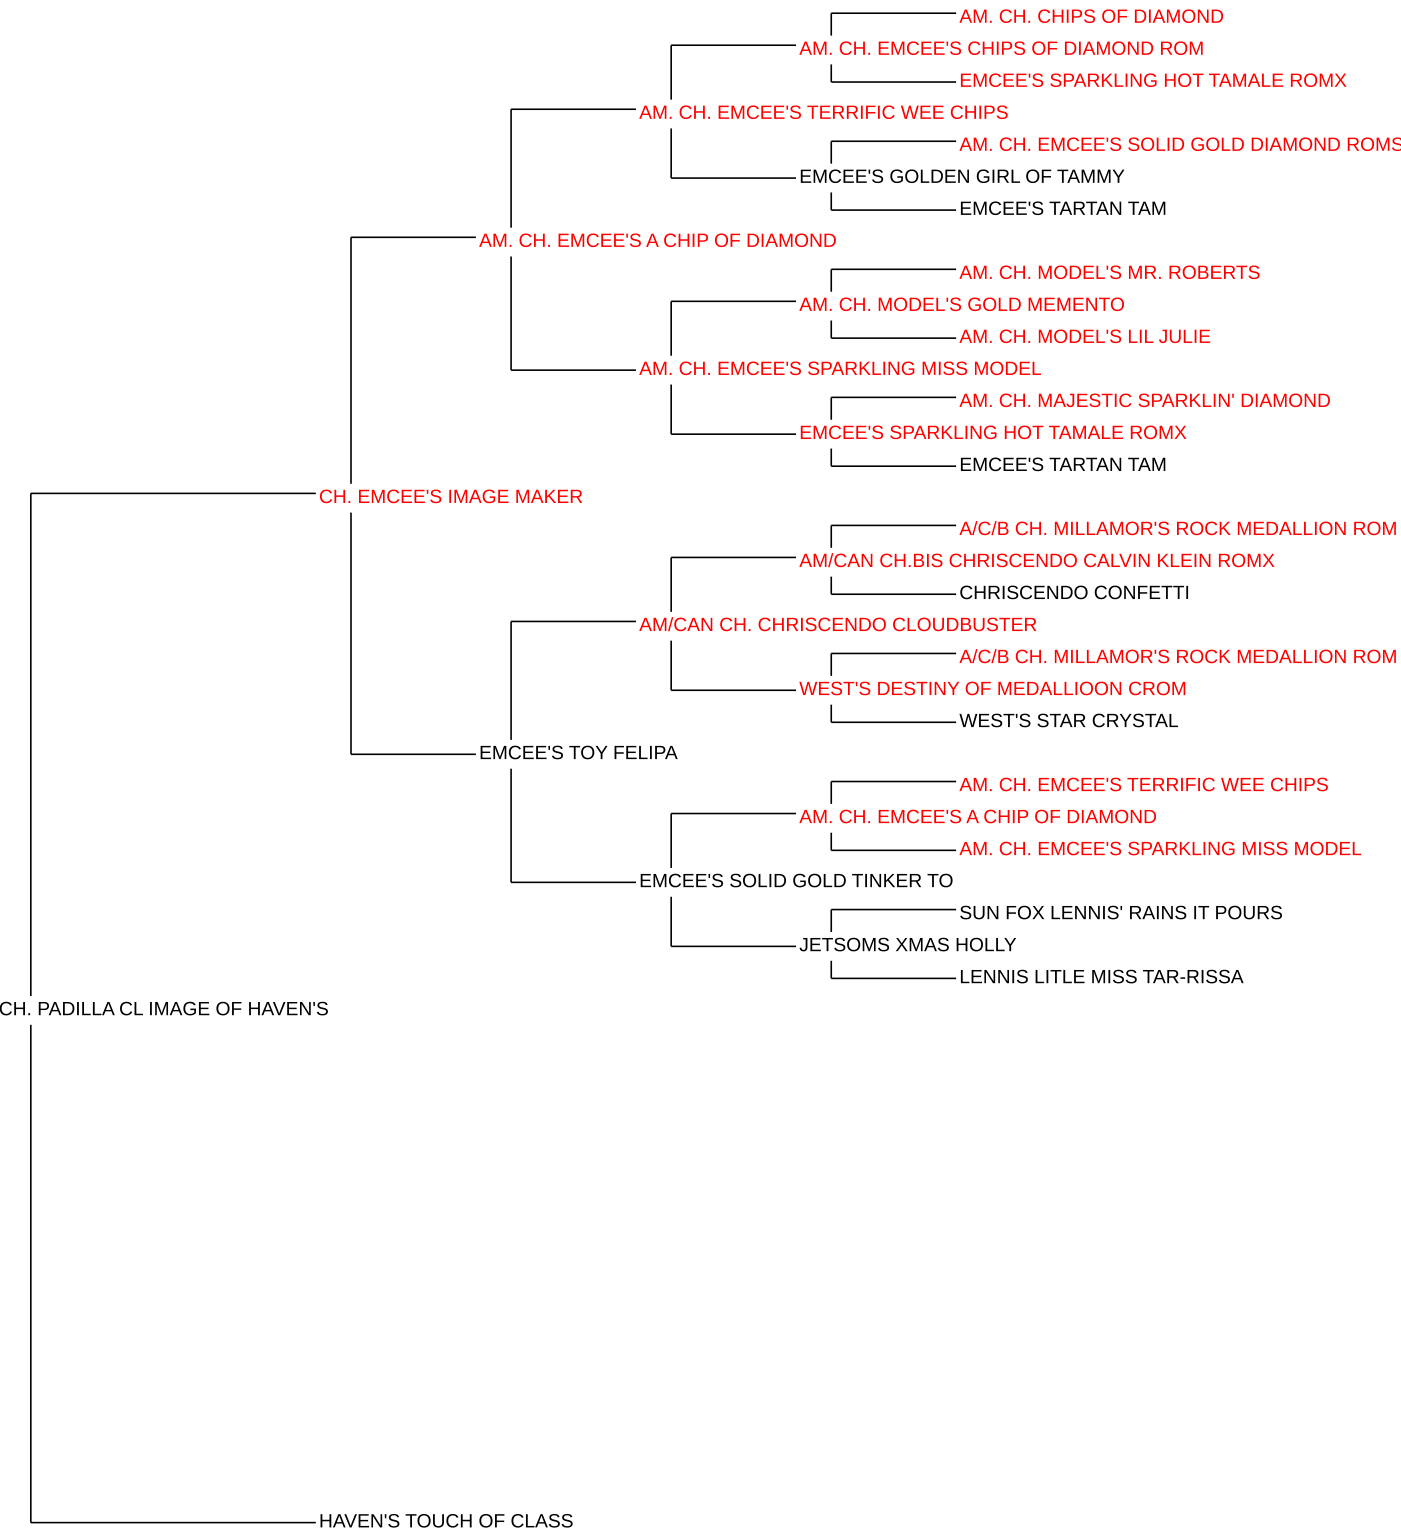 AM. CH. CHIPS OF DIAMOND
AM. CH. EMCEE'S CHIPS OF DIAMOND ROM
EMCEE'S SPARKLING HOT TAMALE ROMX
AM. CH. EMCEE'S TERRIFIC WEE CHIPS
AM. CH. EMCEE'S SOLID GOLD DIAMOND ROMS
EMCEE'S GOLDEN GIRL OF TAMMY
EMCEE'S TARTAN TAM
AM. CH. EMCEE'S A CHIP OF DIAMOND
AM. CH. MODEL'S MR. ROBERTS
AM. CH. MODEL'S GOLD MEMENTO
AM. CH. MODEL'S LIL JULIE
AM. CH. EMCEE'S SPARKLING MISS MODEL
AM. CH. MAJESTIC SPARKLIN' DIAMOND
EMCEE'S SPARKLING HOT TAMALE ROMX
EMCEE'S TARTAN TAM
CH. EMCEE'S IMAGE MAKER
A/C/B CH. MILLAMOR'S ROCK MEDALLION ROM
AM/CAN CH.BIS CHRISCENDO CALVIN KLEIN ROMX
CHRISCENDO CONFETTI
AM/CAN CH. CHRISCENDO CLOUDBUSTER
A/C/B CH. MILLAMOR'S ROCK MEDALLION ROM
WEST'S DESTINY OF MEDALLIOON CROM
WEST'S STAR CRYSTAL
EMCEE'S TOY FELIPA
AM. CH. EMCEE'S TERRIFIC WEE CHIPS
AM. CH. EMCEE'S A CHIP OF DIAMOND
AM. CH. EMCEE'S SPARKLING MISS MODEL
EMCEE'S SOLID GOLD TINKER TO
SUN FOX LENNIS' RAINS IT POURS
JETSOMS XMAS HOLLY
LENNIS LITLE MISS TAR-RISSA
CH. PADILLA CL IMAGE OF HAVEN'S
HAVEN'S TOUCH OF CLASS